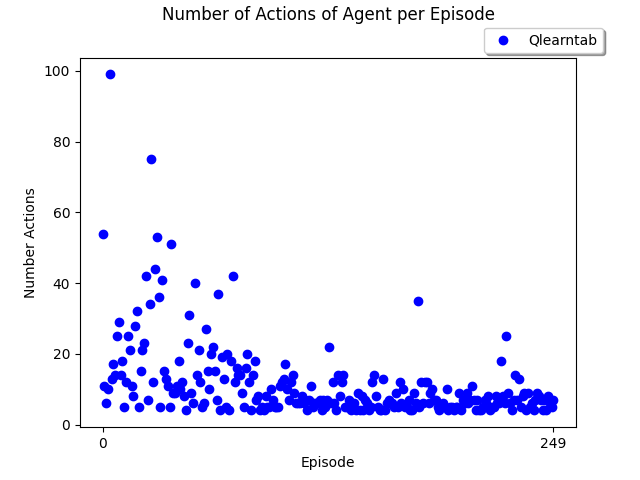 Number of Actions of Agent per Episode
Qlearntab
100
80
60
40
20
0
Number Actions
0
249
Episode